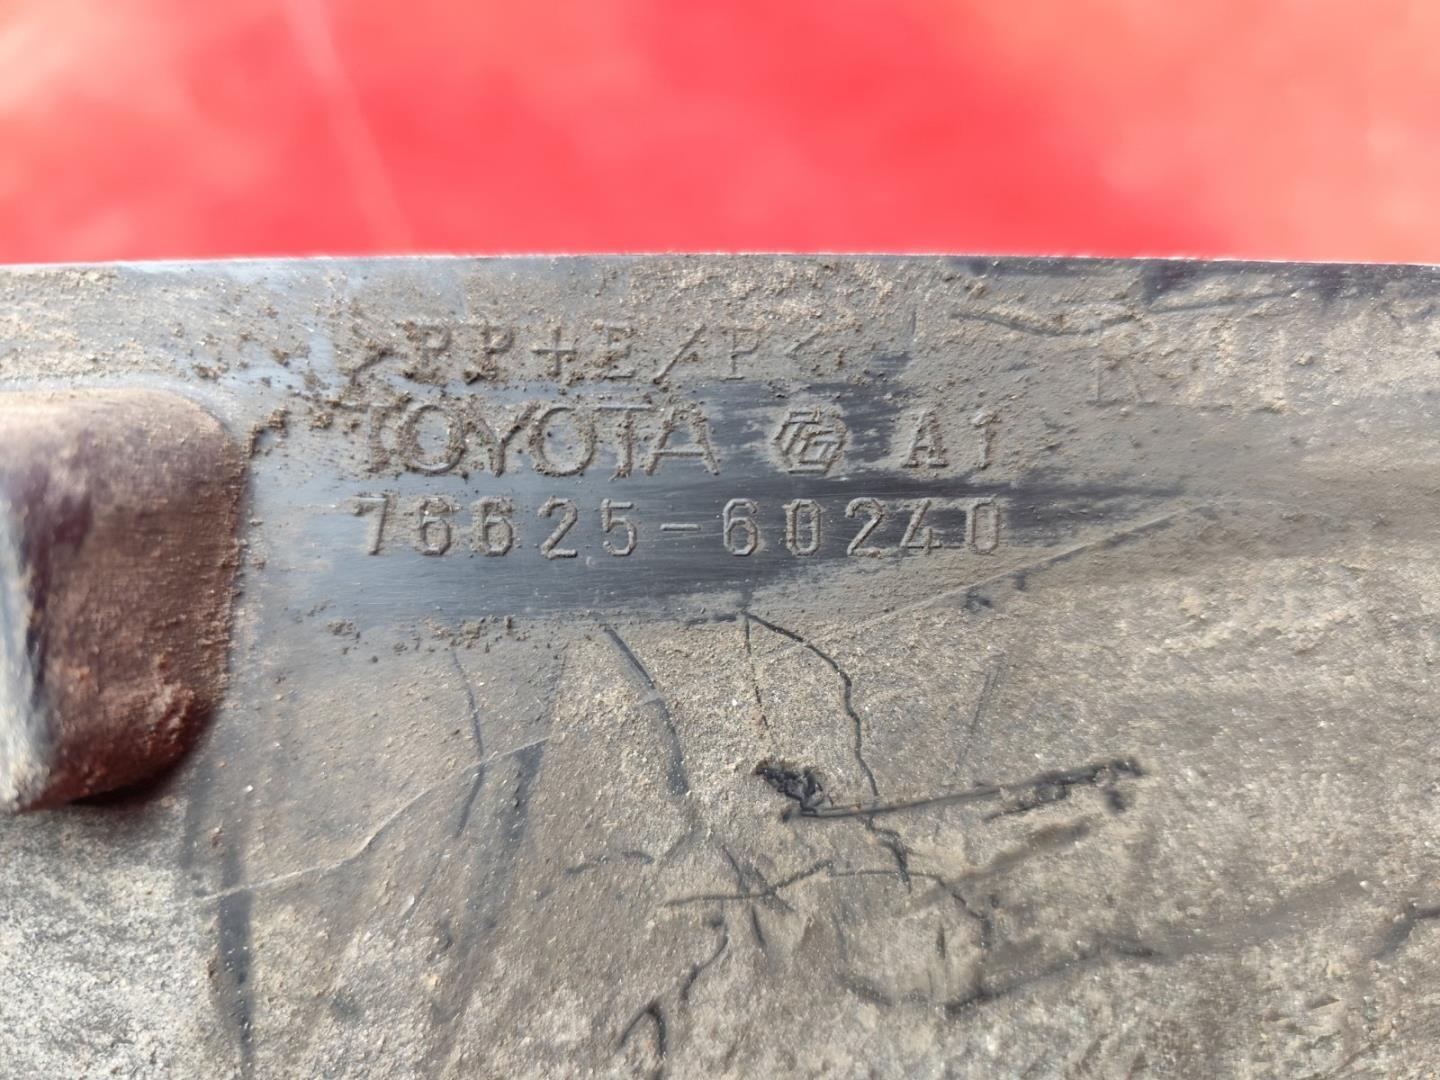 >PP+E/P<
R
TOYOTA A1
76625-60240